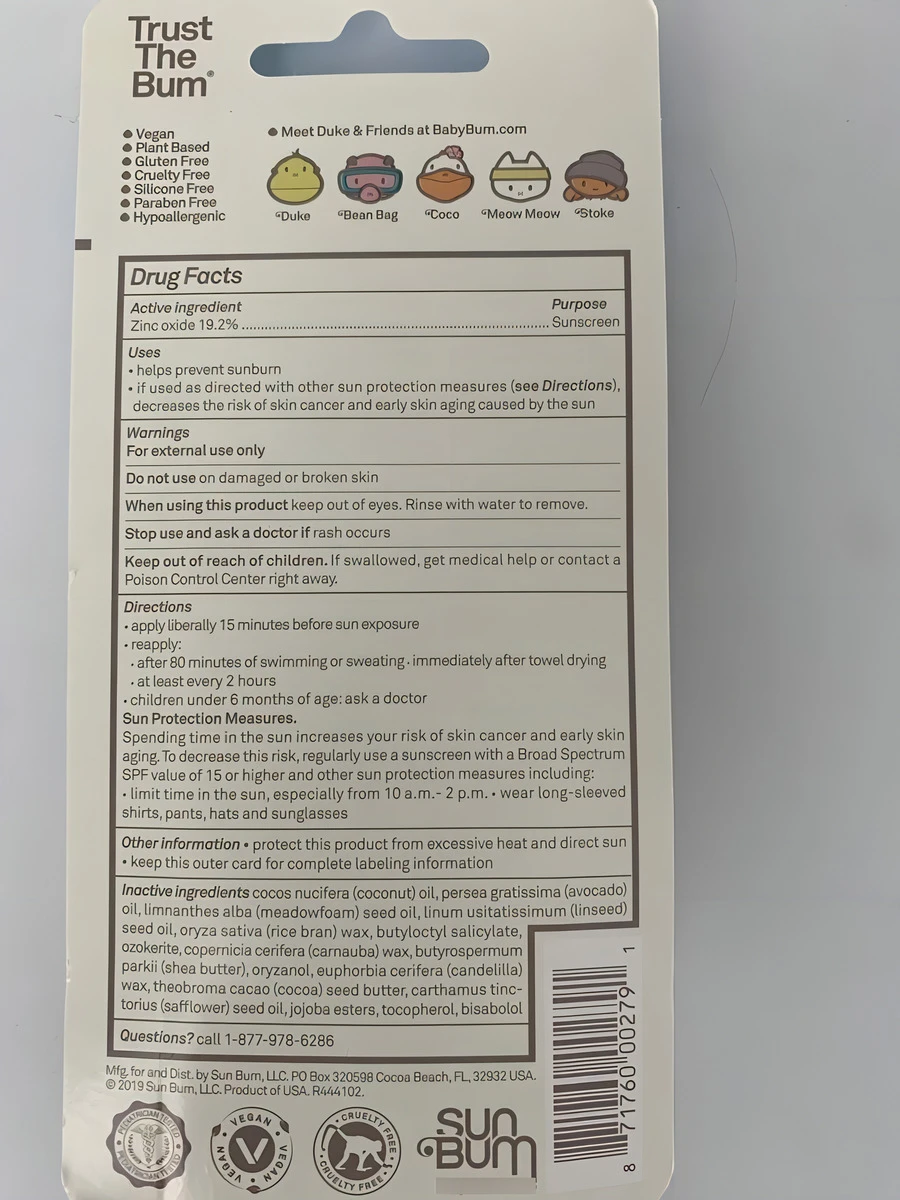 Trust
The
Bum®
Vegan
Plant Based
Gluten Free
Cruelty Free
Silicone Free
Paraben Free
Hypoallergenic
Meet Duke & Friends at BabyBum.com
Duke Bean Bag Coco Meow Meow Stoke
Drug Facts
Active ingredient Purpose
Zinc oxide 19.2% ........................ Sunscreen
Uses
• helps prevent sunburn
• if used as directed with other sun protection measures (see Directions),
decreases the risk of skin cancer and early skin aging caused by the sun
Warnings
For external use only
Do not use on damaged or broken skin
When using this product keep out of eyes. Rinse with water to remove.
Stop use and ask a doctor if rash occurs
Keep out of reach of children. If swallowed, get medical help or contact a
Poison Control Center right away.
Directions
• apply liberally 15 minutes before sun exposure
• reapply:
• after 80 minutes of swimming or sweating • immediately after towel drying
• at least every 2 hours
• children under 6 months of age: ask a doctor
Sun Protection Measures.
Spending time in the sun increases your risk of skin cancer and early skin
aging. To decrease this risk, regularly use a sunscreen with a Broad Spectrum
SPF value of 15 or higher and other sun protection measures including:
• limit time in the sun, especially from 10 a.m.- 2 p.m. • wear long-sleeved
shirts, pants, hats and sunglasses
Other information • protect this product from excessive heat and direct sun
• keep this outer card for complete labeling information
Inactive ingredients cocos nucifera (coconut) oil, persea gratissima (avocado)
oil, limnanthes alba (meadowfoam) seed oil, linum usitatissimum (linseed)
seed oil, oryza sativa (rice bran) wax, butyloctyl salicylate,
ozokerite, copernicia cerifera (carnauba) wax, butyrospermum
parkii (shea butter), oryzanol, euphorbia cerifera (candelilla)
wax, theobroma cacao (cocoa) seed butter, carthamus tinc-
torius (safflower) seed oil, jojoba esters, tocopherol, bisabolol
Questions? call 1-877-978-6286
8 71760 00279 1
Mfg. for and Dist. by Sun Bum, LLC. PO Box 320598 Cocoa Beach, FL, 32932 USA.
© 2019 Sun Bum, LLC. Product of USA. R444102.
PEDIATRICIAN TESTED PEDIATRICIAN TESTED
VEGAN VEGAN VEGAN V
CRUELTY FREE CRUELTY FREE
SUN
BUM